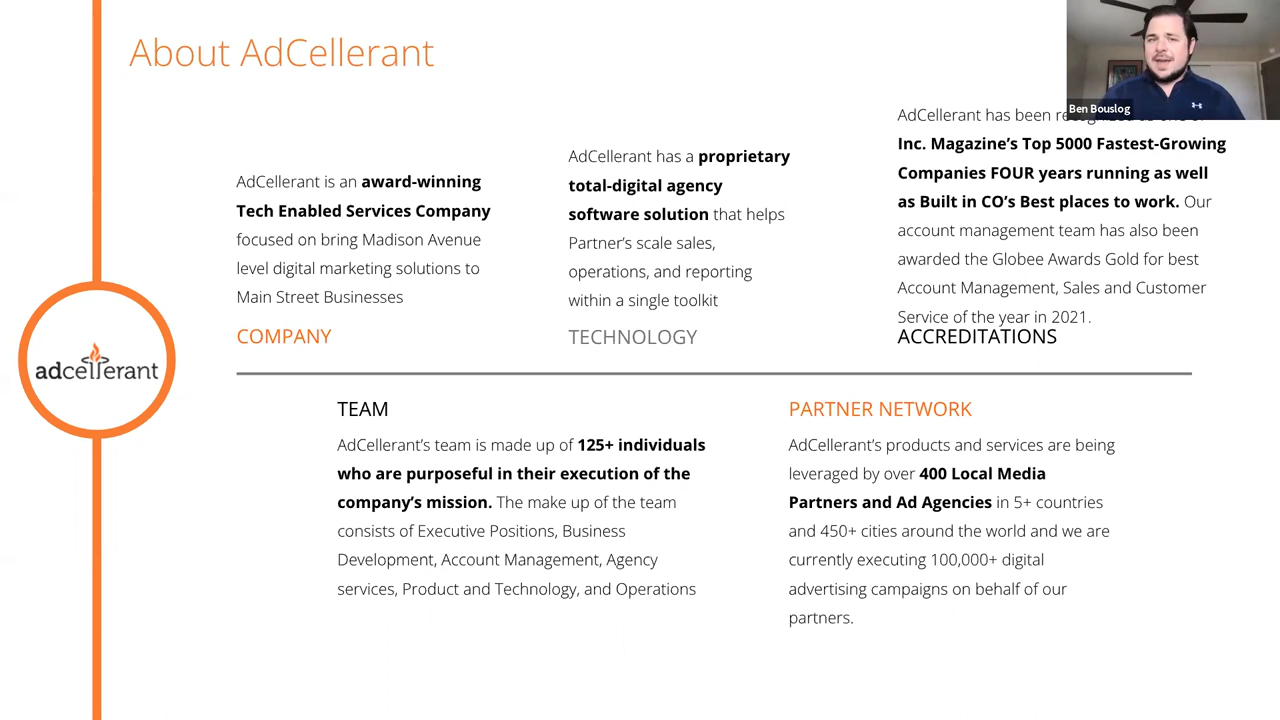 About AdCellerant
Ben Bouslog
AdCellerant is an award-winning
Tech Enabled Services Company
focused on bring Madison Avenue
level digital marketing solutions to
Main Street Businesses
COMPANY
AdCellerant has a proprietary
total-digital agency
software solution that helps
Partner’s scale sales,
operations, and reporting
within a single toolkit
TECHNOLOGY
AdCellerant has been
Inc. Magazine’s Top 5000 Fastest-Growing
Companies FOUR years running as well
as Built in CO’s Best places to work. Our
account management team has also been
awarded the Globee Awards Gold for best
Account Management, Sales and Customer
Service of the year in 2021.
ACCREDITATIONS
adcellerant
TEAM
AdCellerant’s team is made up of 125+ individuals
who are purposeful in their execution of the
company’s mission. The make up of the team
consists of Executive Positions, Business
Development, Account Management, Agency
services, Product and Technology, and Operations
PARTNER NETWORK
AdCellerant’s products and services are being
leveraged by over 400 Local Media
Partners and Ad Agencies in 5+ countries
and 450+ cities around the world and we are
currently executing 100,000+ digital
advertising campaigns on behalf of our
partners.